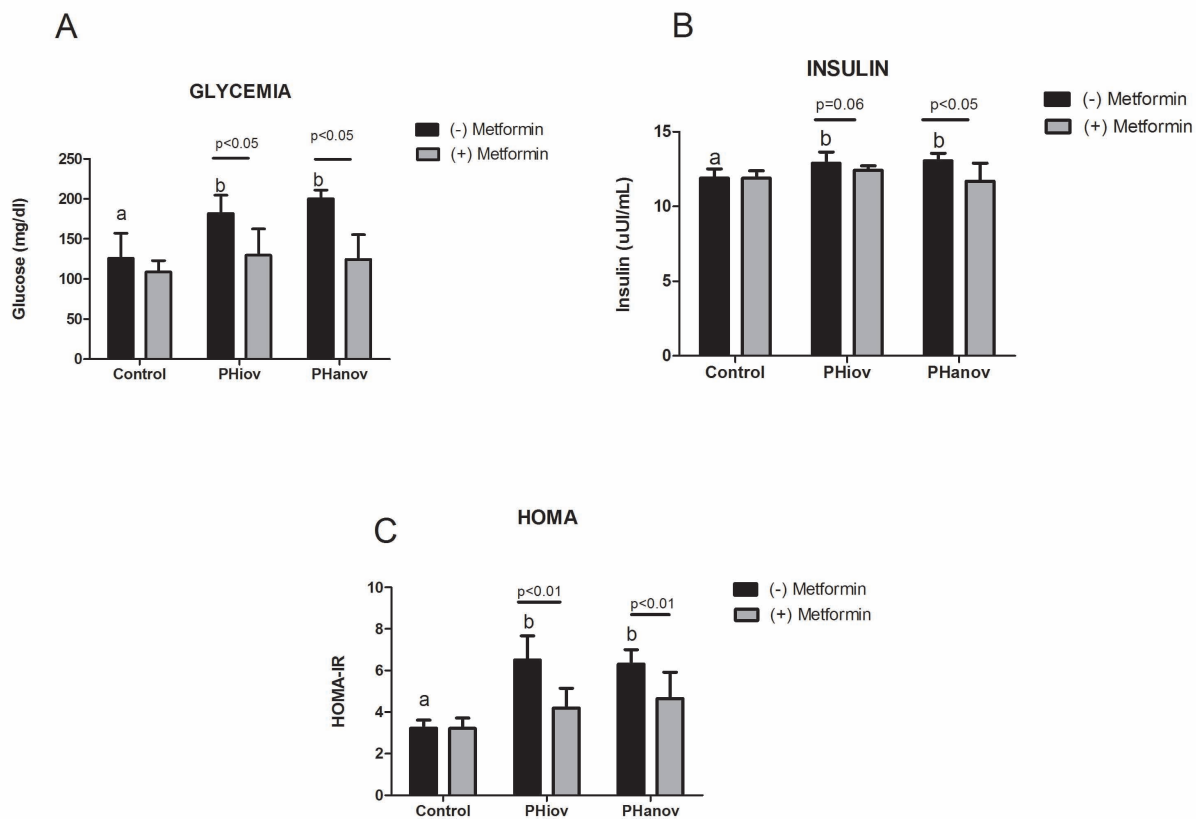 A
GLYCEMIA
(-) Metformin
(+) Metformin
p<0.05
p<0.05
Glucose (mg/dl)
250
200
150
100
50
0
a
b
b
Control
PHiov
PHanov
B
INSULIN
(-) Metformin
(+) Metformin
p=0.06
p<0.05
Insulin (uUI/mL)
15
10
5
0
a
b
b
Control
PHiov
PHanov
C
HOMA
(-) Metformin
(+) Metformin
p<0.01
p<0.01
HOMA-IR
10
8
6
4
2
0
a
b
b
Control
PHiov
PHanov